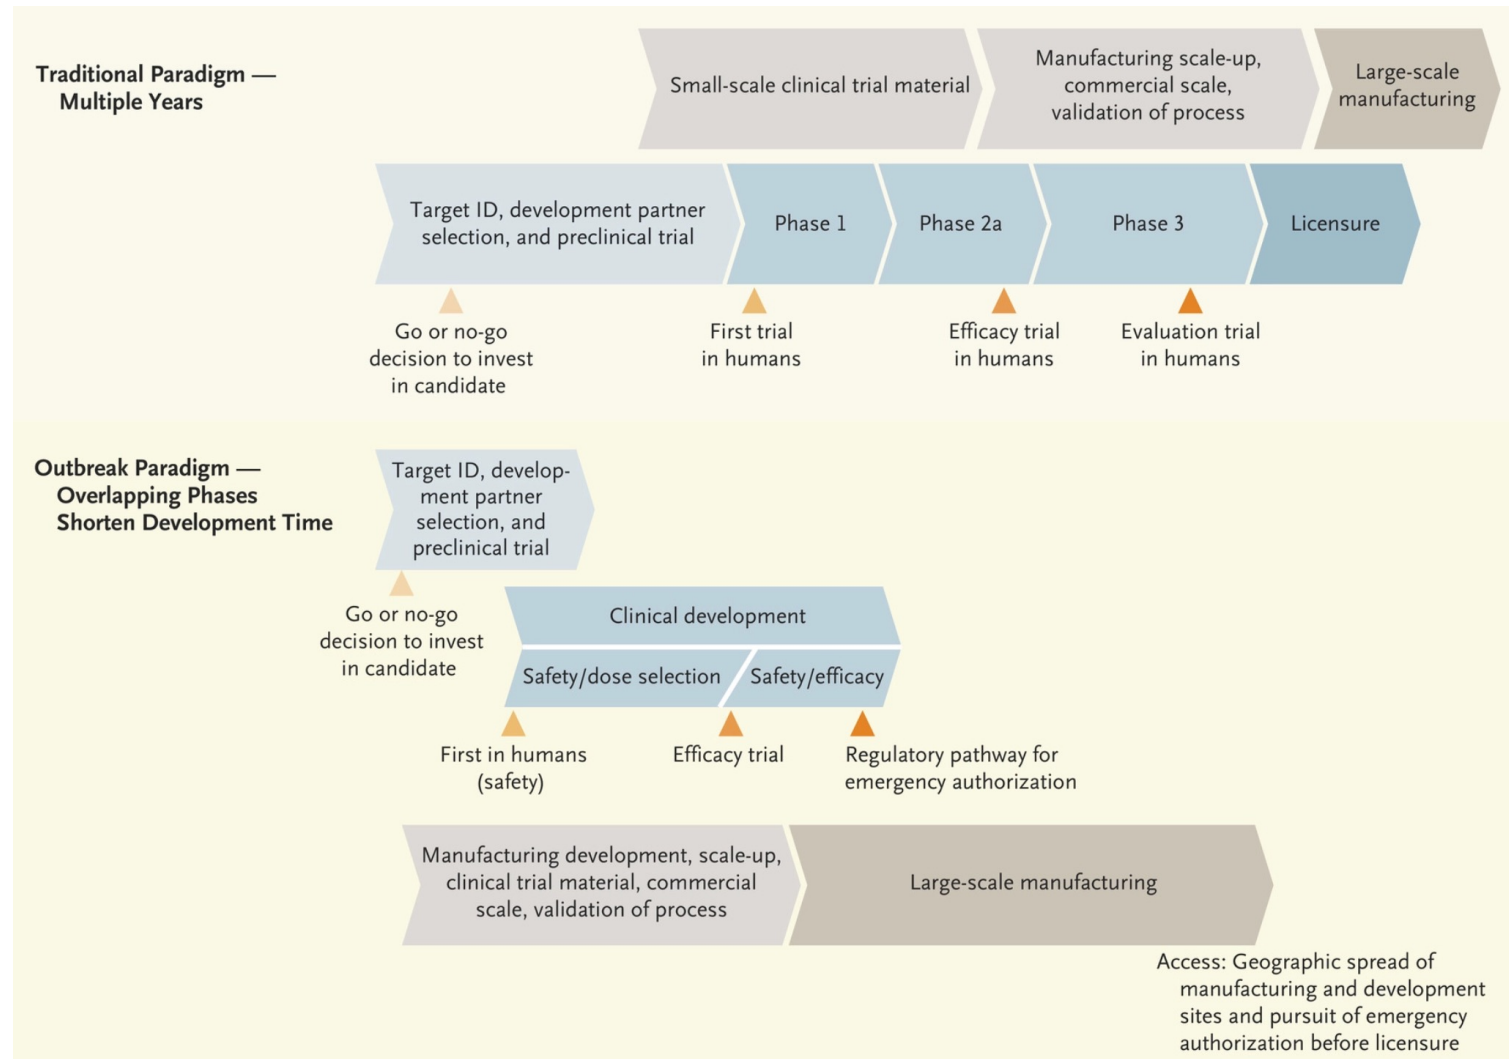 Traditional Paradigm —
Multiple Years
Small-scale clinical trial material
Manufacturing scale-up,
commercial scale,
validation of process
Large-scale
manufacturing
Target ID, development partner
selection, and preclinical trial
Phase 1
Phase 2a
Phase 3
Licensure
Go or no-go
decision to invest
in candidate
First trial
in humans
Efficacy trial
in humans
Evaluation trial
in humans
Outbreak Paradigm —
Overlapping Phases
Shorten Development Time
Target ID, develop-
ment partner
selection, and
preclinical trial
Go or no-go
decision to invest
in candidate
Clinical development
Safety/dose selection
Safety/efficacy
First in humans
(safety)
Efficacy trial
Regulatory pathway for
emergency authorization
Manufacturing development, scale-up,
clinical trial material, commercial
scale, validation of process
Large-scale manufacturing
Access: Geographic spread of
manufacturing and development
sites and pursuit of emergency
authorization before licensure